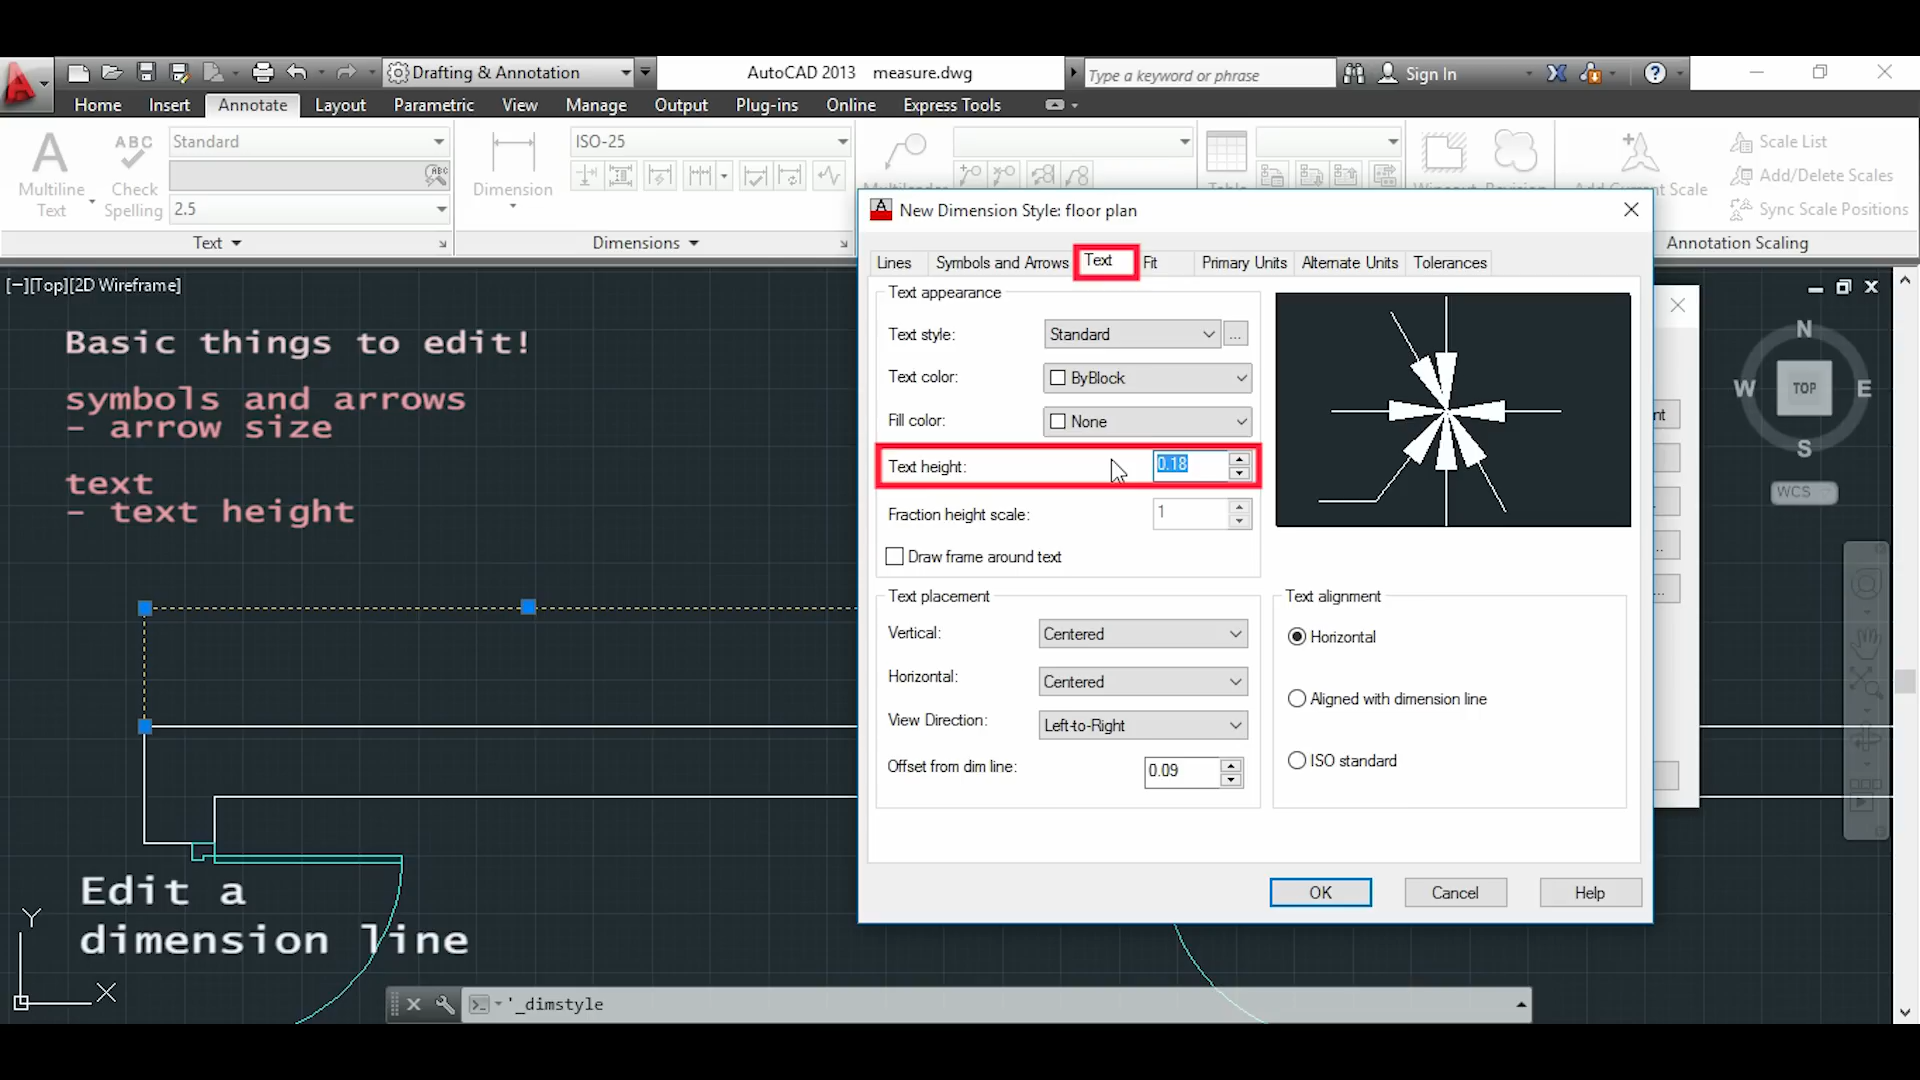 Drafting & Annotation
AutoCAD 2013 measure.dwg
Type a keyword or phrase
Sign In
Home Insert Annotate Layout Parametric View Manage Output Plug-ins Online Express Tools
A
Multiline
Text
ABC
Check
Spelling
Standard
ABC
2.5
Text
Dimension
ISO-25
Dimensions
Scale List
Add/Delete Scales
Sync Scale Positions
Annotation Scaling
[−][Top][2D Wireframe]
Basic things to edit!
symbols and arrows
- arrow size
text
- text height
Edit a
dimension line
Y
X
'_dimstyle
New Dimension Style: floor plan
Lines Symbols and Arrows Text Fit Primary Units Alternate Units Tolerances
Text appearance
Text style: Standard ...
Text color: ByBlock
Fill color: None
Text height: 0.18
Fraction height scale: 1
Draw frame around text
Text placement
Vertical: Centered
Horizontal: Centered
View Direction: Left-to-Right
Offset from dim line: 0.09
Text alignment
Horizontal
Aligned with dimension line
ISO standard
OK Cancel Help
N
W TOP E
S
WCS